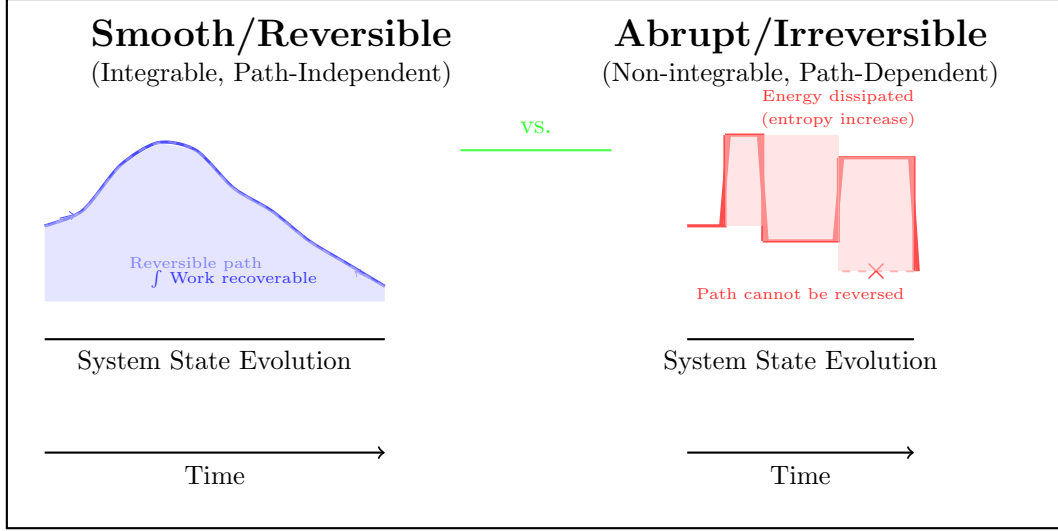 Smooth/Reversible
(Integrable, Path-Independent)
Reversible path
∫ Work recoverable
System State Evolution
Time
vs.
Abrupt/Irreversible
(Non-integrable, Path-Dependent)
Energy dissipated
(entropy increase)
Path cannot be reversed
System State Evolution
Time